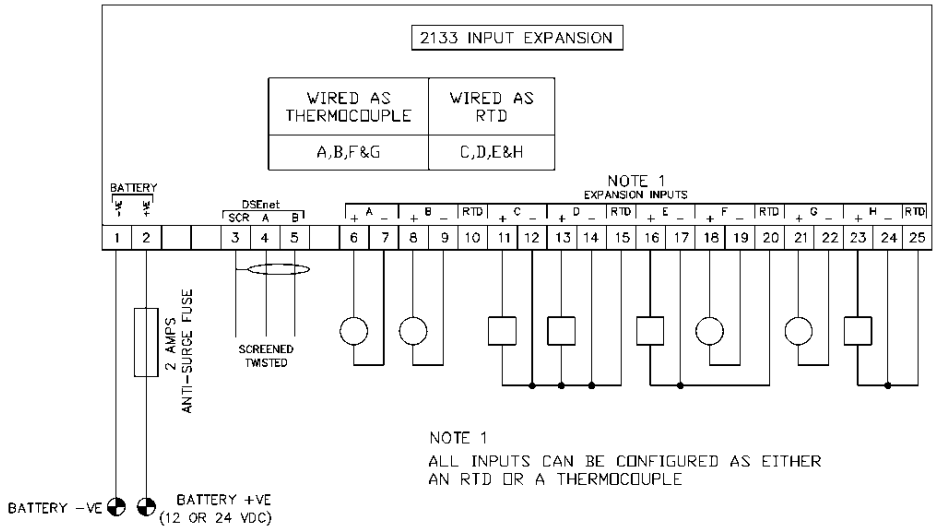 2133 INPUT EXPANSION
WIRED AS
THERMOCOUPLE
WIRED AS
RTD
A,B,F&G
C,D,E&H
BATTERY
-VE
+VE
DSEnet
SCR A B
NOTE 1
EXPANSION INPUTS
+ A - + B - RTD + C - + D - RTD + E - + F - RTD + G - + H - RTD
1 2 3 4 5 6 7 8 9 10 11 12 13 14 15 16 17 18 19 20 21 22 23 24 25
2 AMPS
ANTI-SURGE FUSE
SCREENED
TWISTED
NOTE 1
ALL INPUTS CAN BE CONFIGURED AS EITHER
AN RTD OR A THERMOCOUPLE
BATTERY -VE
BATTERY +VE
(12 OR 24 VDC)